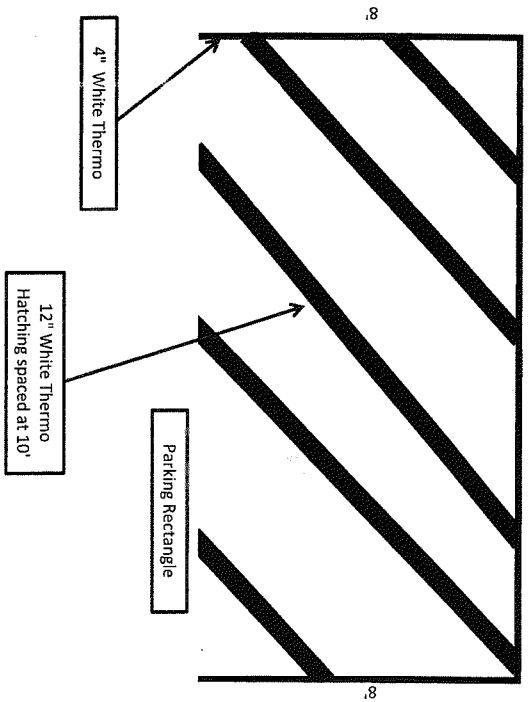 8'
4" White Thermo
12" White Thermo
Hatching spaced at 10'
Parking Rectangle
8'